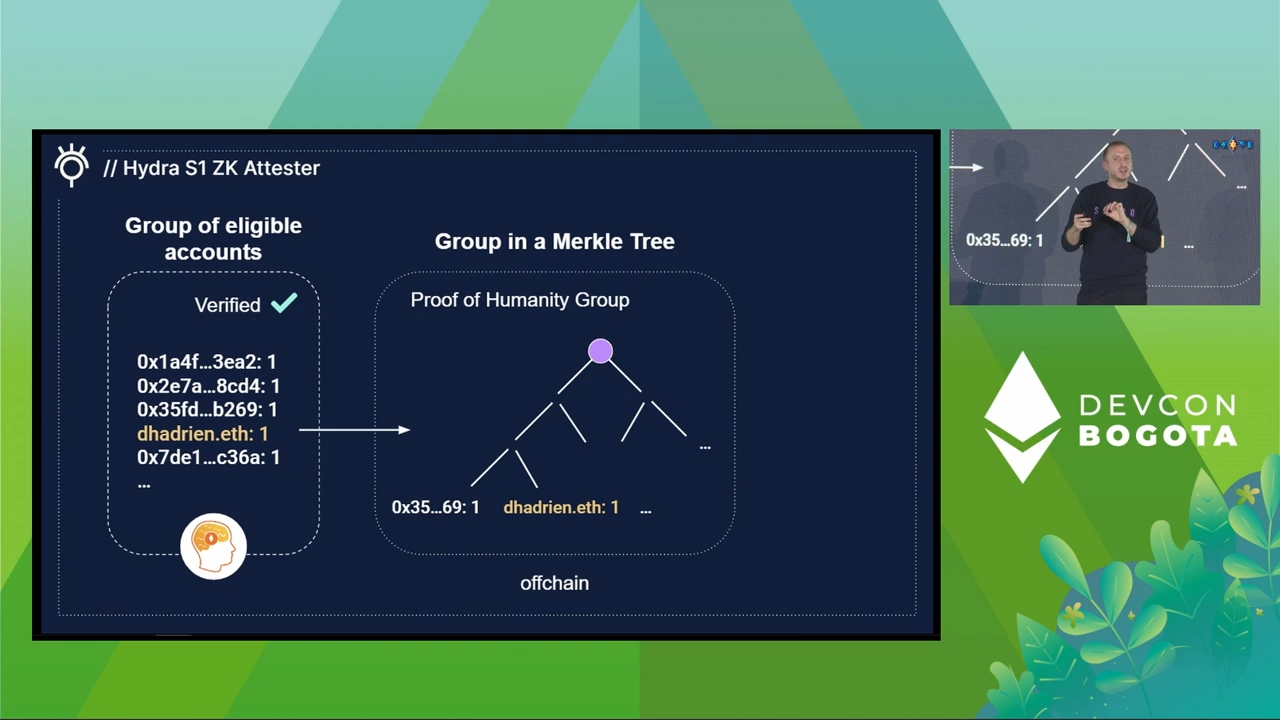 // Hydra S1 ZK Attester
Group of eligible
accounts
Verified
0x1a4f...3ea2: 1
0x2e7a...8cd4: 1
0x35fd...b269: 1
dhadrien.eth: 1
0x7de1...c36a: 1
...
Group in a Merkle Tree
Proof of Humanity Group
...
0x35...69: 1
dhadrien.eth: 1
...
offchain
...
0x35...69: 1
...
DEVCON
BOGOTA